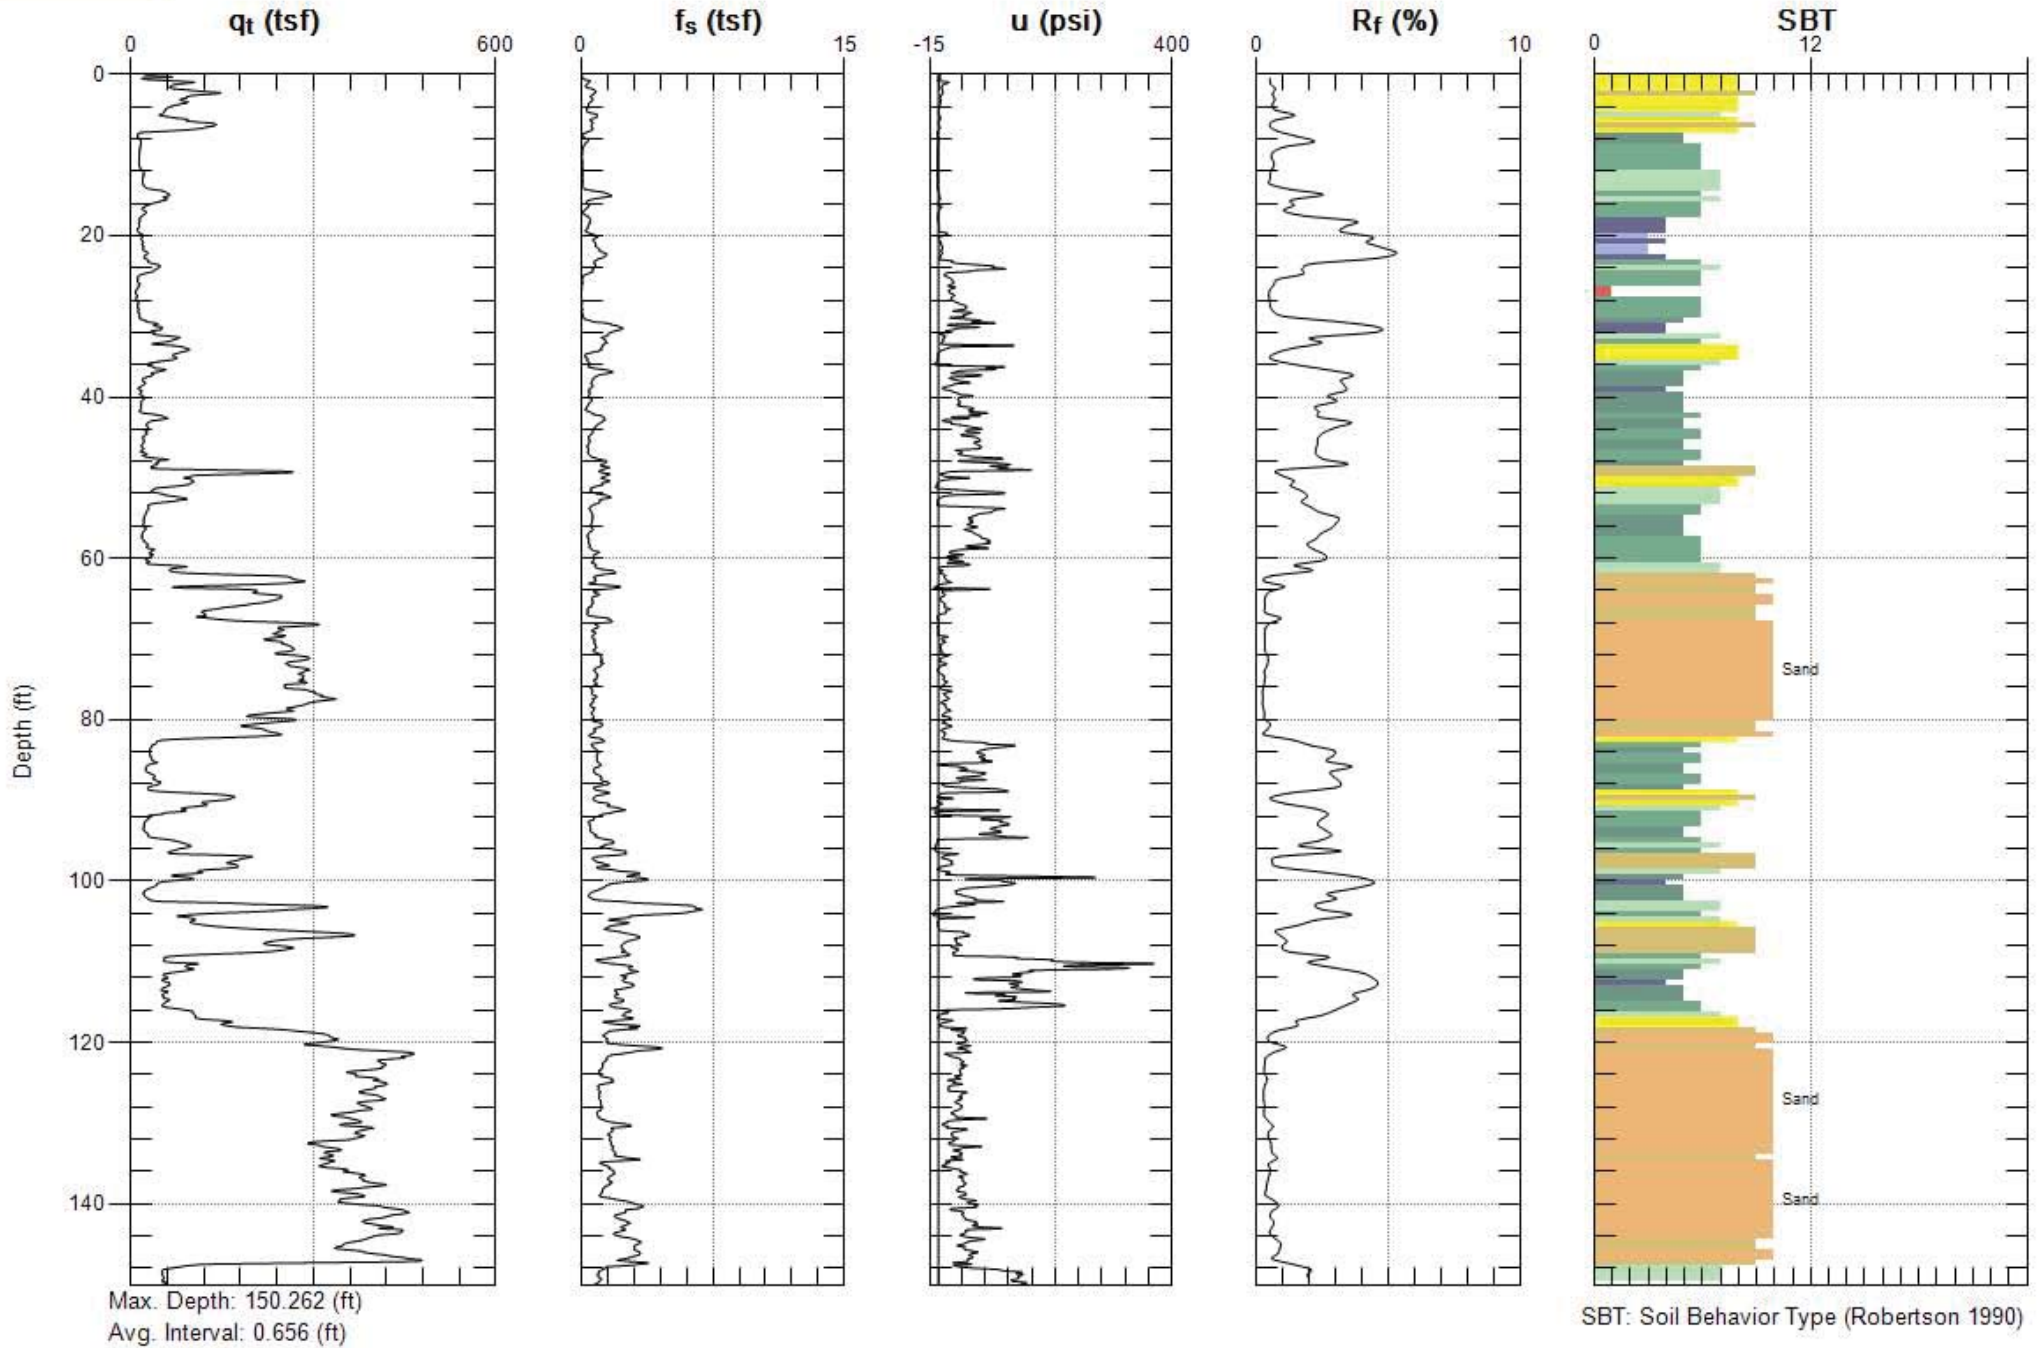 qt (tsf) fs (tsf) u (psi) Rf (%) SBT
0 600 0 15 -15 400 0 10 0 12
0
20
40
60
80
100
120
140
Depth (ft)
Sand
Sand
Sand
Max. Depth: 150.262 (ft)
Avg. Interval: 0.656 (ft)
SBT: Soil Behavior Type (Robertson 1990)